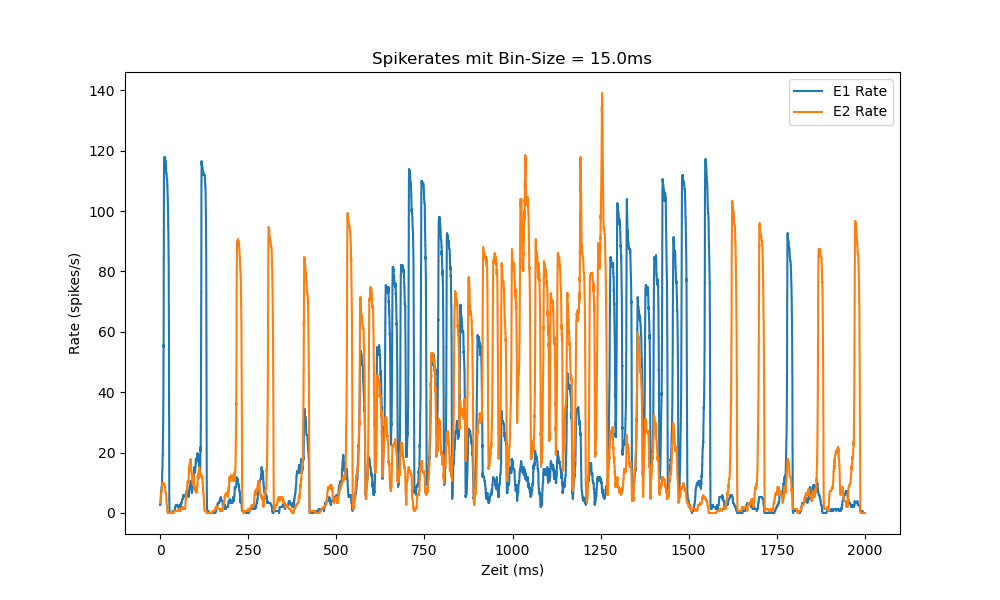 Spikerates mit Bin-Size = 15.0ms
E1 Rate
E2 Rate
140
120
100
80
60
40
20
0
Rate (spikes/s)
0 250 500 750 1000 1250 1500 1750 2000
Zeit (ms)